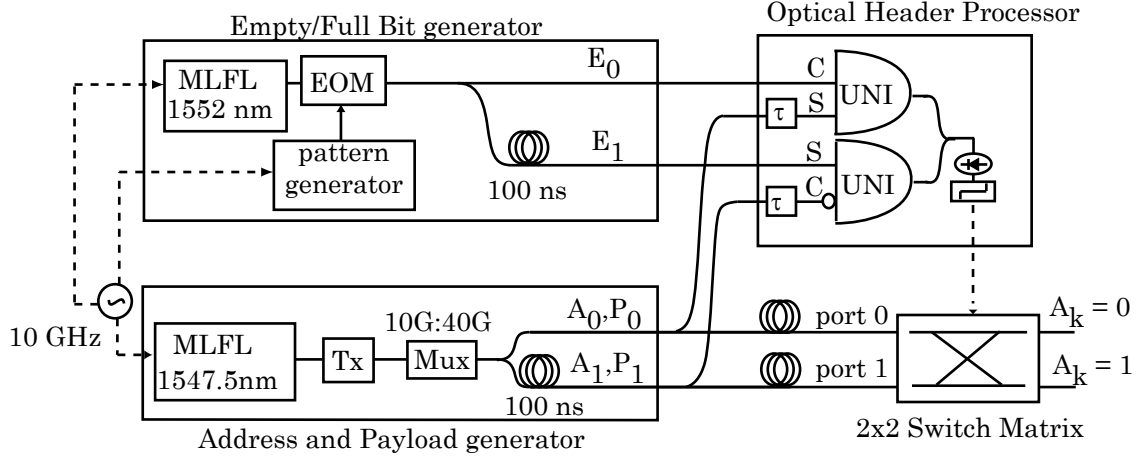 Optical Header Processor
Empty/Full Bit generator
MLFL
1552 nm
EOM
E0
C
UNI
τ
S
pattern
generator
100 ns
E1
S
UNI
τ
C
10 GHz
10G:40G
A0,P0
port 0
Ak = 0
MLFL
1547.5nm
Tx
Mux
A1,P1
port 1
Ak = 1
100 ns
2x2 Switch Matrix
Address and Payload generator